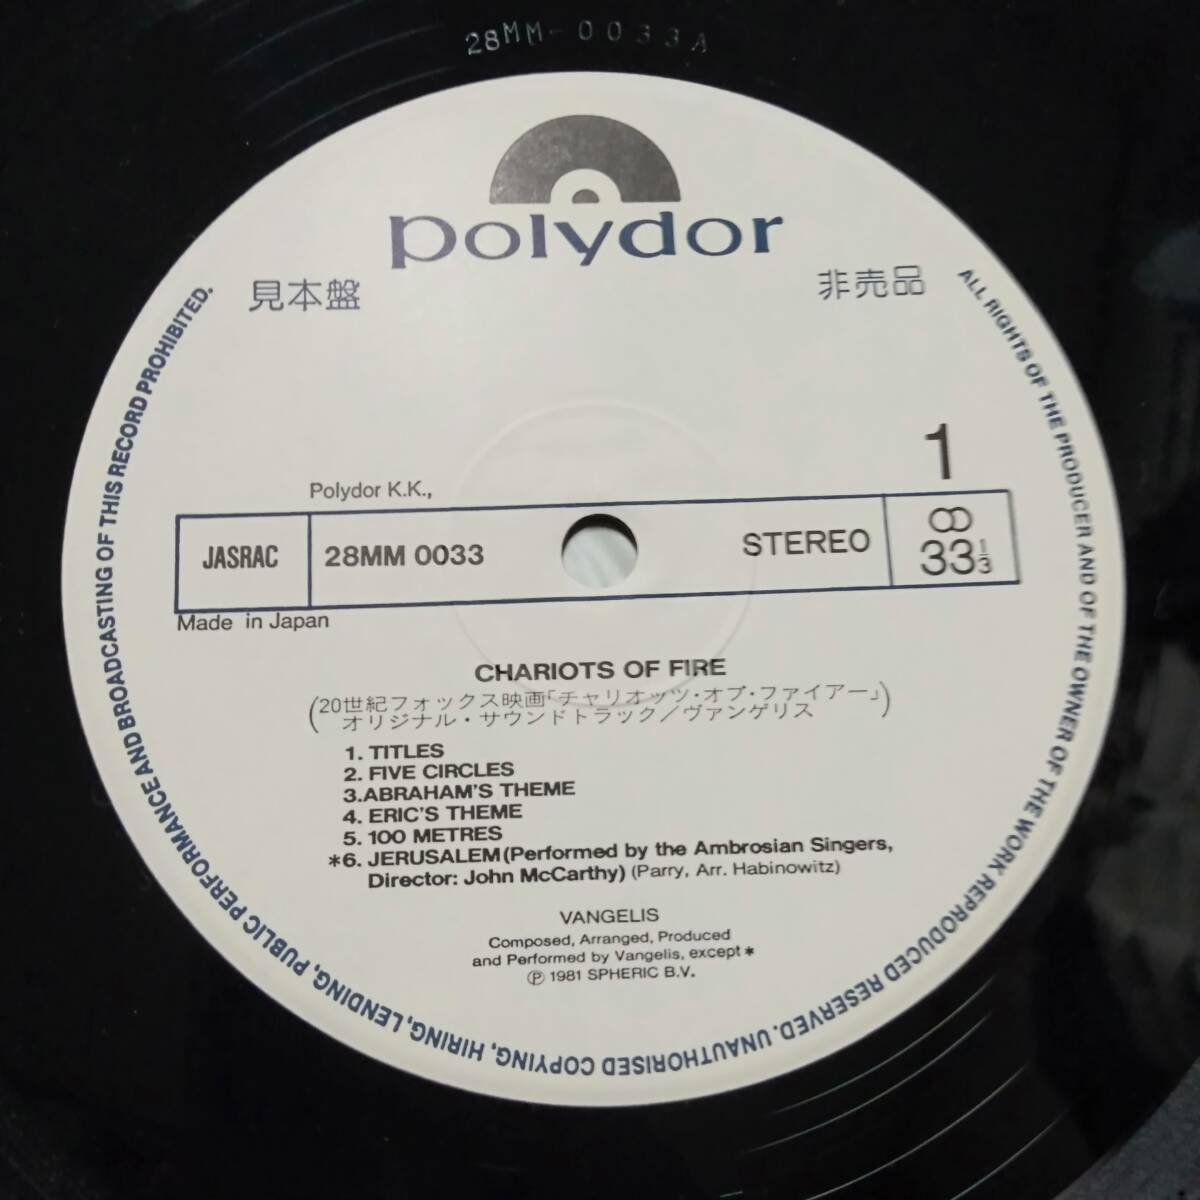 28MM-0033A
polydor
見本盤
非売品
1
Polydor K.K.,
JASRAC
28MM 0033
STEREO
33 1/3
Made in Japan
CHARIOTS OF FIRE
(20世紀フォックス映画「チャリオッツ・オブ・ファイアー」
オリジナル・サウンドトラック/ヴァンゲリス)
1. TITLES
2. FIVE CIRCLES
3.ABRAHAM'S THEME
4. ERIC'S THEME
5. 100 METRES
*6. JERUSALEM(Performed by the Ambrosian Singers,
Director: John McCarthy) (Parry, Arr. Habinowitz)
VANGELIS
Composed, Arranged, Produced
and Performed by Vangelis, except*
Ⓟ 1981 SPHERIC B.V.
ALL RIGHTS OF THE PRODUCER AND OF THE OWNER OF THE WORK REPRODUCED RESERVED. UNAUTHORISED COPYING, HIRING, LENDING, PUBLIC PERFORMANCE AND BROADCASTING OF THIS RECORD PROHIBITED.